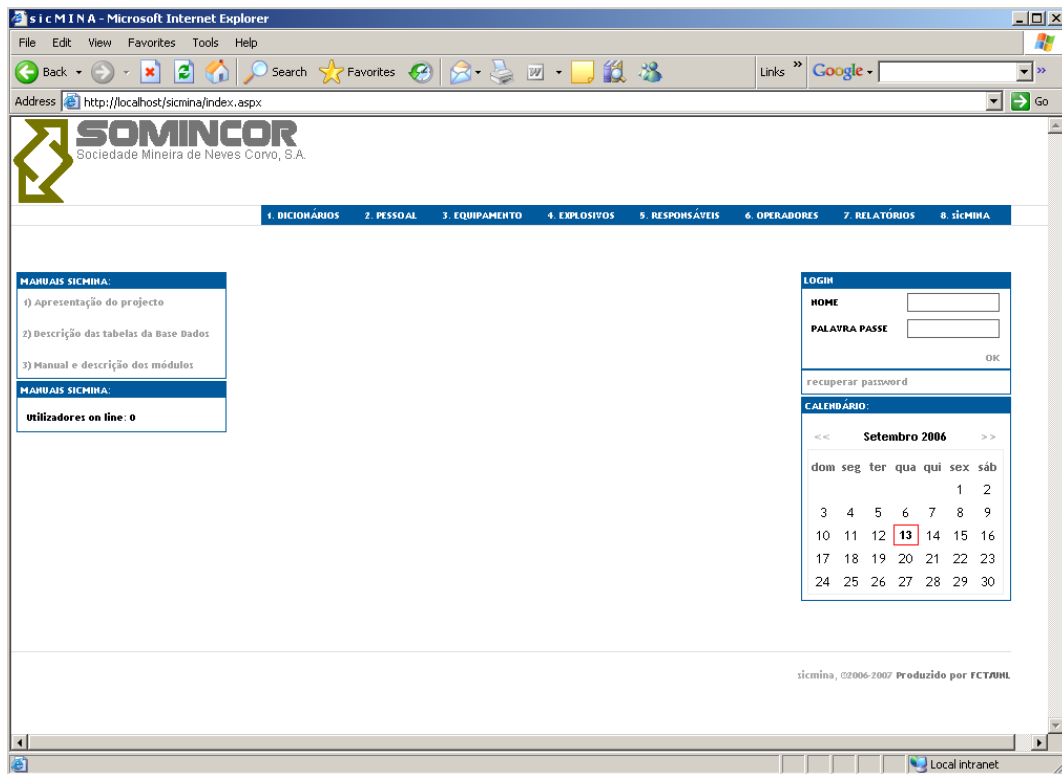 s i c M I N A - Microsoft Internet Explorer
File Edit View Favorites Tools Help
Back Search Favorites Links » Google »
Address http://localhost/sicmina/index.aspx Go
SOMINCOR
Sociedade Mineira de Neves Corvo, S.A.
1. DICIONÁRIOS 2. PESSOAL 3. EQUIPAMENTO 4. EXPLOSIVOS 5. RESPONSÁVEIS 6. OPERADORES 7. RELATÓRIOS 8. sicMINA
MANUAIS SICMINA:
1) Apresentação do projecto
2) Descrição das tabelas da Base Dados
3) Manual e descrição dos módulos
MANUAIS SICMINA:
Utilizadores on line: 0
LOGIN
NOME
PALAVRA PASSE
OK
recuperar password
CALENDÁRIO:
<< Setembro 2006 >>
dom seg ter qua qui sex sáb
1 2
3 4 5 6 7 8 9
10 11 12 13 14 15 16
17 18 19 20 21 22 23
24 25 26 27 28 29 30
sicmina, ©2006-2007 Produzido por FCT/UNL
Local intranet